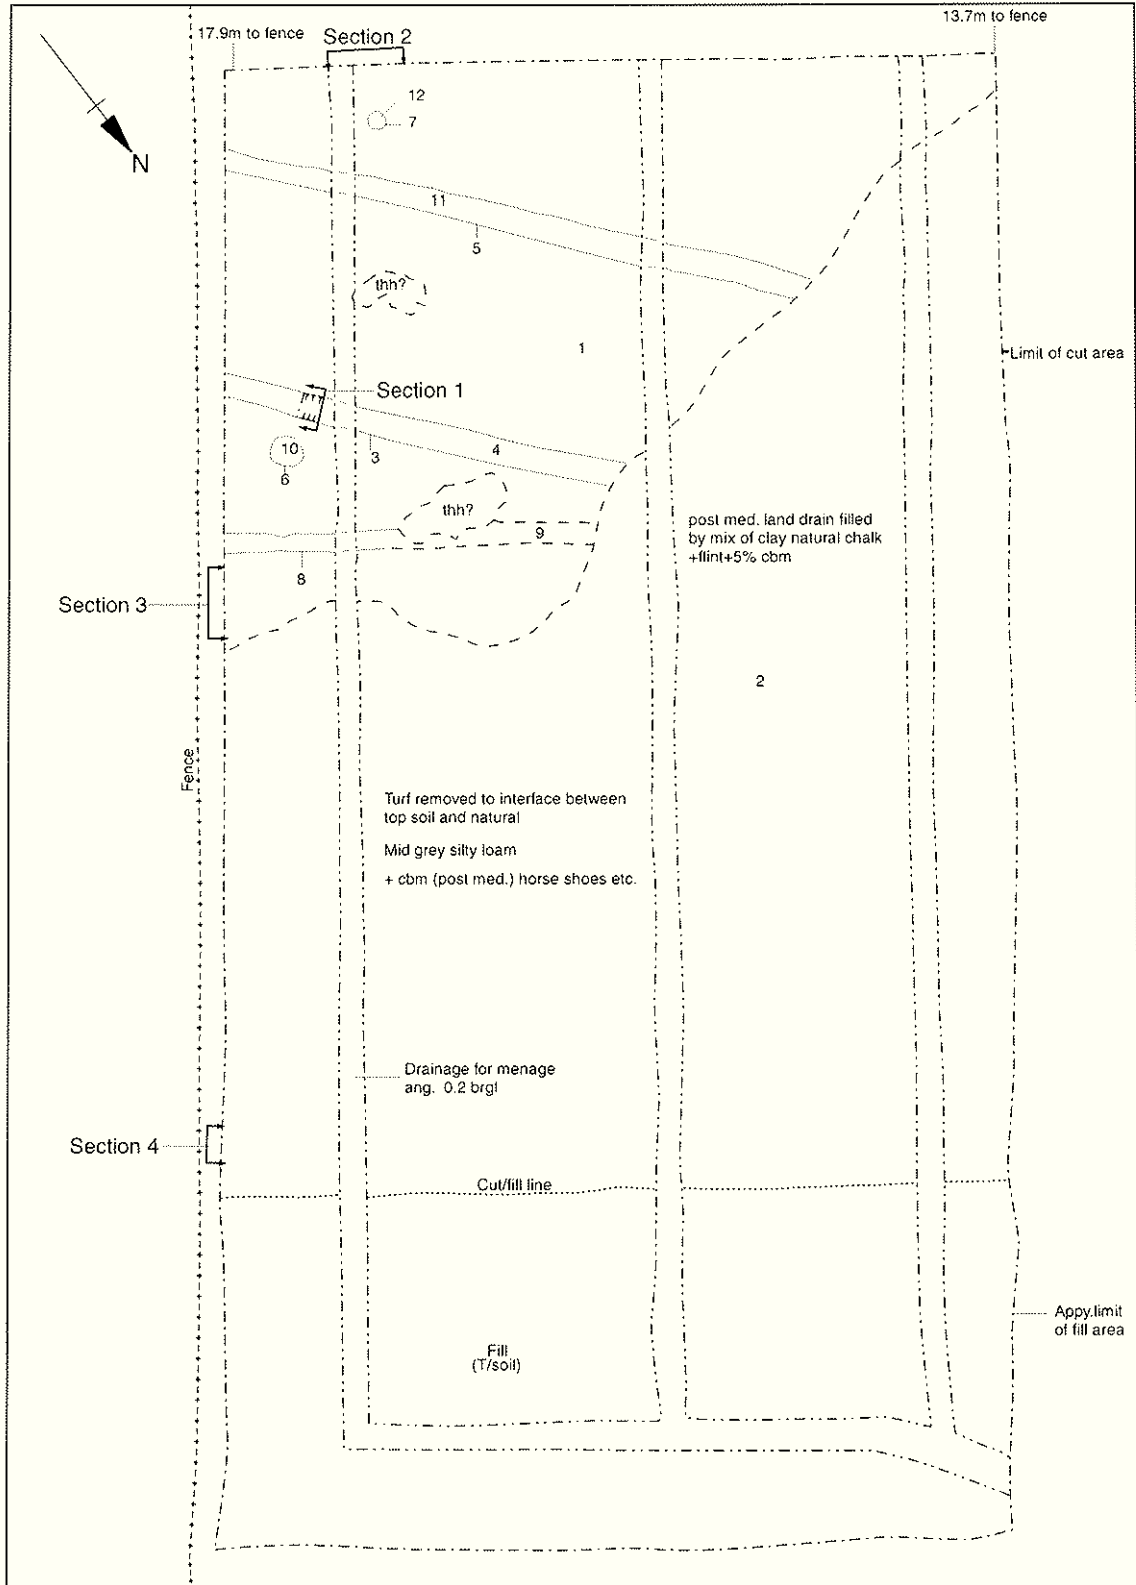 17.9m to fence
Section 2
13.7m to fence
N
12
7
11
5
thh?
1
Limit of cut area
Section 1
10
6
3
4
thh?
9
8
post med. land drain filled
by mix of clay natural chalk
+flint+5% cbm
Section 3
2
Fence
Turf removed to interface between
top soil and natural
Mid grey silty loam
+ cbm (post med.) horse shoes etc.
Drainage for menage
ang. 0.2 brgl
Section 4
Cut/fill line
Appy.limit
of fill area
Fill
(T/soil)